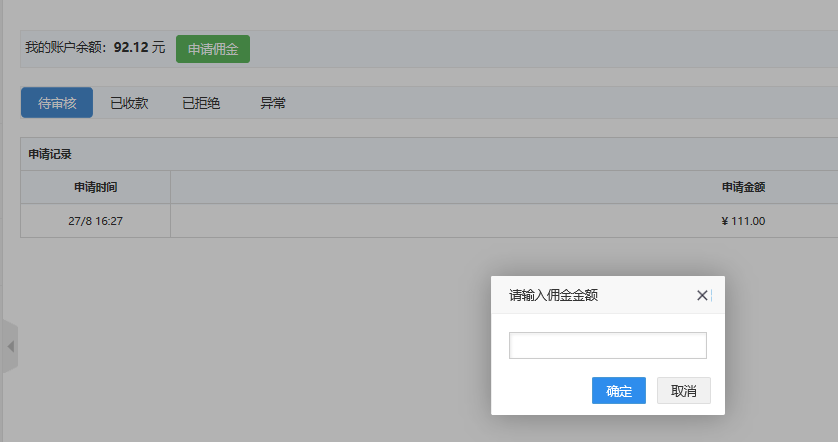 我的账户余额：92.12 元 申请佣金
待审核 已收款 已拒绝 异常
申请记录
申请时间 申请金额
27/8 16:27 ¥ 111.00
请输入佣金金额
确定 取消